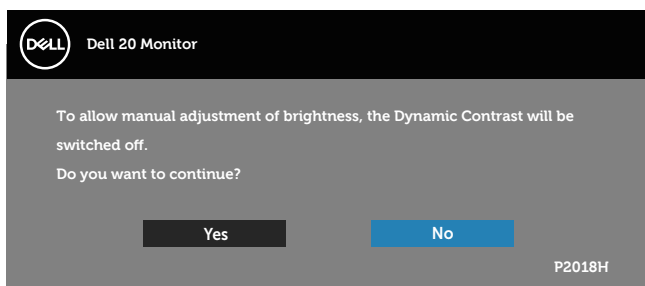 DELL
Dell 20 Monitor
To allow manual adjustment of brightness, the Dynamic Contrast will be
switched off.
Do you want to continue?
Yes No
P2018H